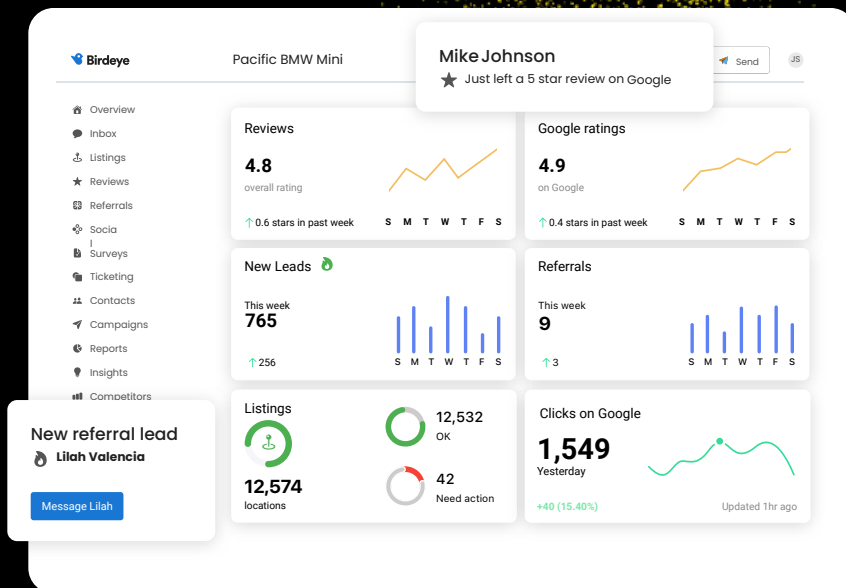 Birdeye
Pacific BMW Mini
Mike Johnson
Just left a 5 star review on Google
Send
JS
Overview
Inbox
Listings
Reviews
Referrals
Socia
l
Surveys
Ticketing
Contacts
Campaigns
Reports
Insights
Competitors
Reviews
4.8
overall rating
↑ 0.6 stars in past week
S M T W T F S
Google ratings
4.9
on Google
↑ 0.4 stars in past week
S M T W T F S
New Leads
This week
765
↑ 256
S M T W T F S
Referrals
This week
9
↑ 3
S M T W T F S
Listings
12,574
locations
12,532
OK
42
Need action
Clicks on Google
1,549
Yesterday
+40 (15.40%)
Updated 1hr ago
New referral lead
Lilah Valencia
Message Lilah